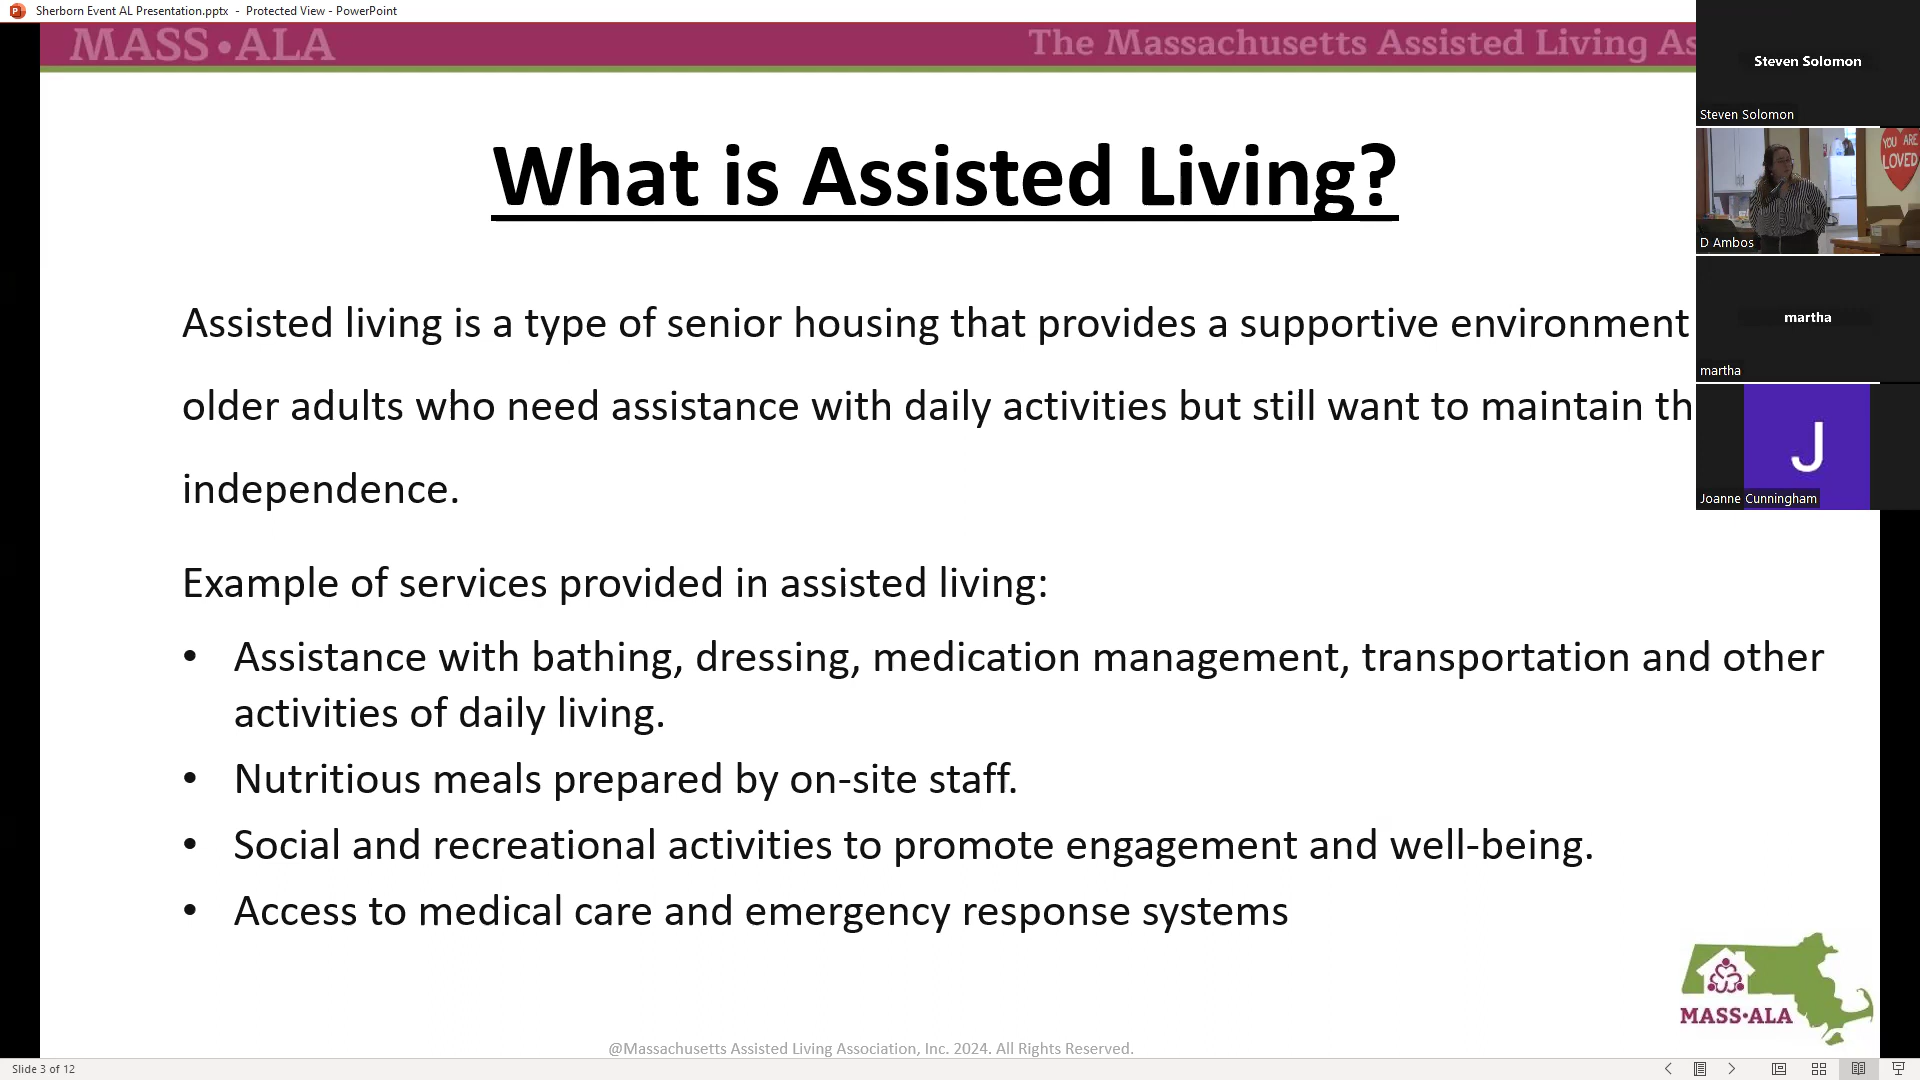 Sherborn Event AL Presentation.pptx - Protected View - PowerPoint
MASS•ALA
The Massachusetts Assisted Living As
What is Assisted Living?
Assisted living is a type of senior housing that provides a supportive environment
older adults who need assistance with daily activities but still want to maintain th
independence.
Example of services provided in assisted living:
• Assistance with bathing, dressing, medication management, transportation and other
activities of daily living.
• Nutritious meals prepared by on-site staff.
• Social and recreational activities to promote engagement and well-being.
• Access to medical care and emergency response systems
MASS•ALA
@Massachusetts Assisted Living Association, Inc. 2024. All Rights Reserved.
Slide 3 of 12
Steven Solomon
Steven Solomon
YOU ARE
LOVED
D Ambos
martha
martha
J
Joanne Cunningham